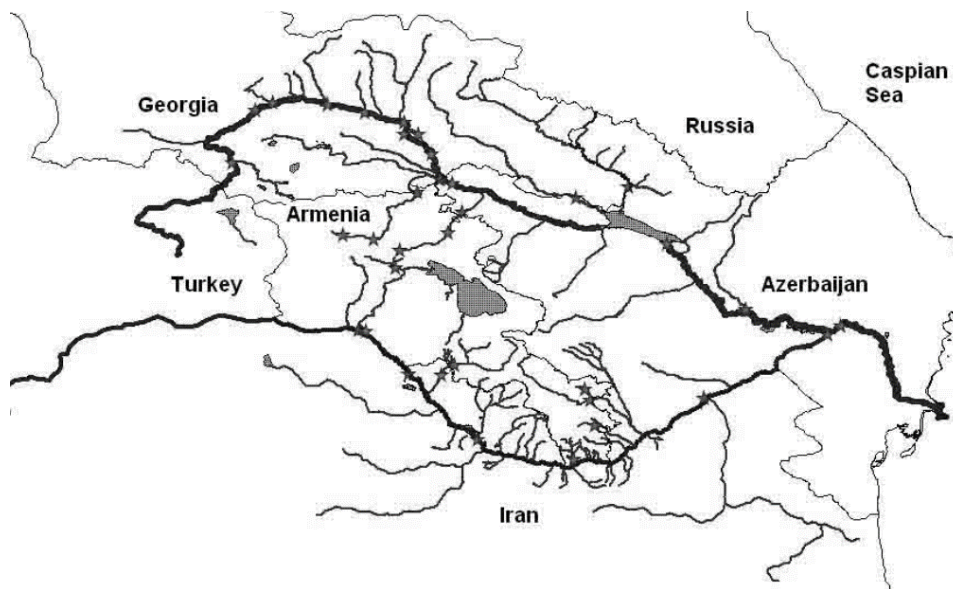 Caspian
Sea
Georgia
Russia
Armenia
Turkey
Azerbaijan
Iran